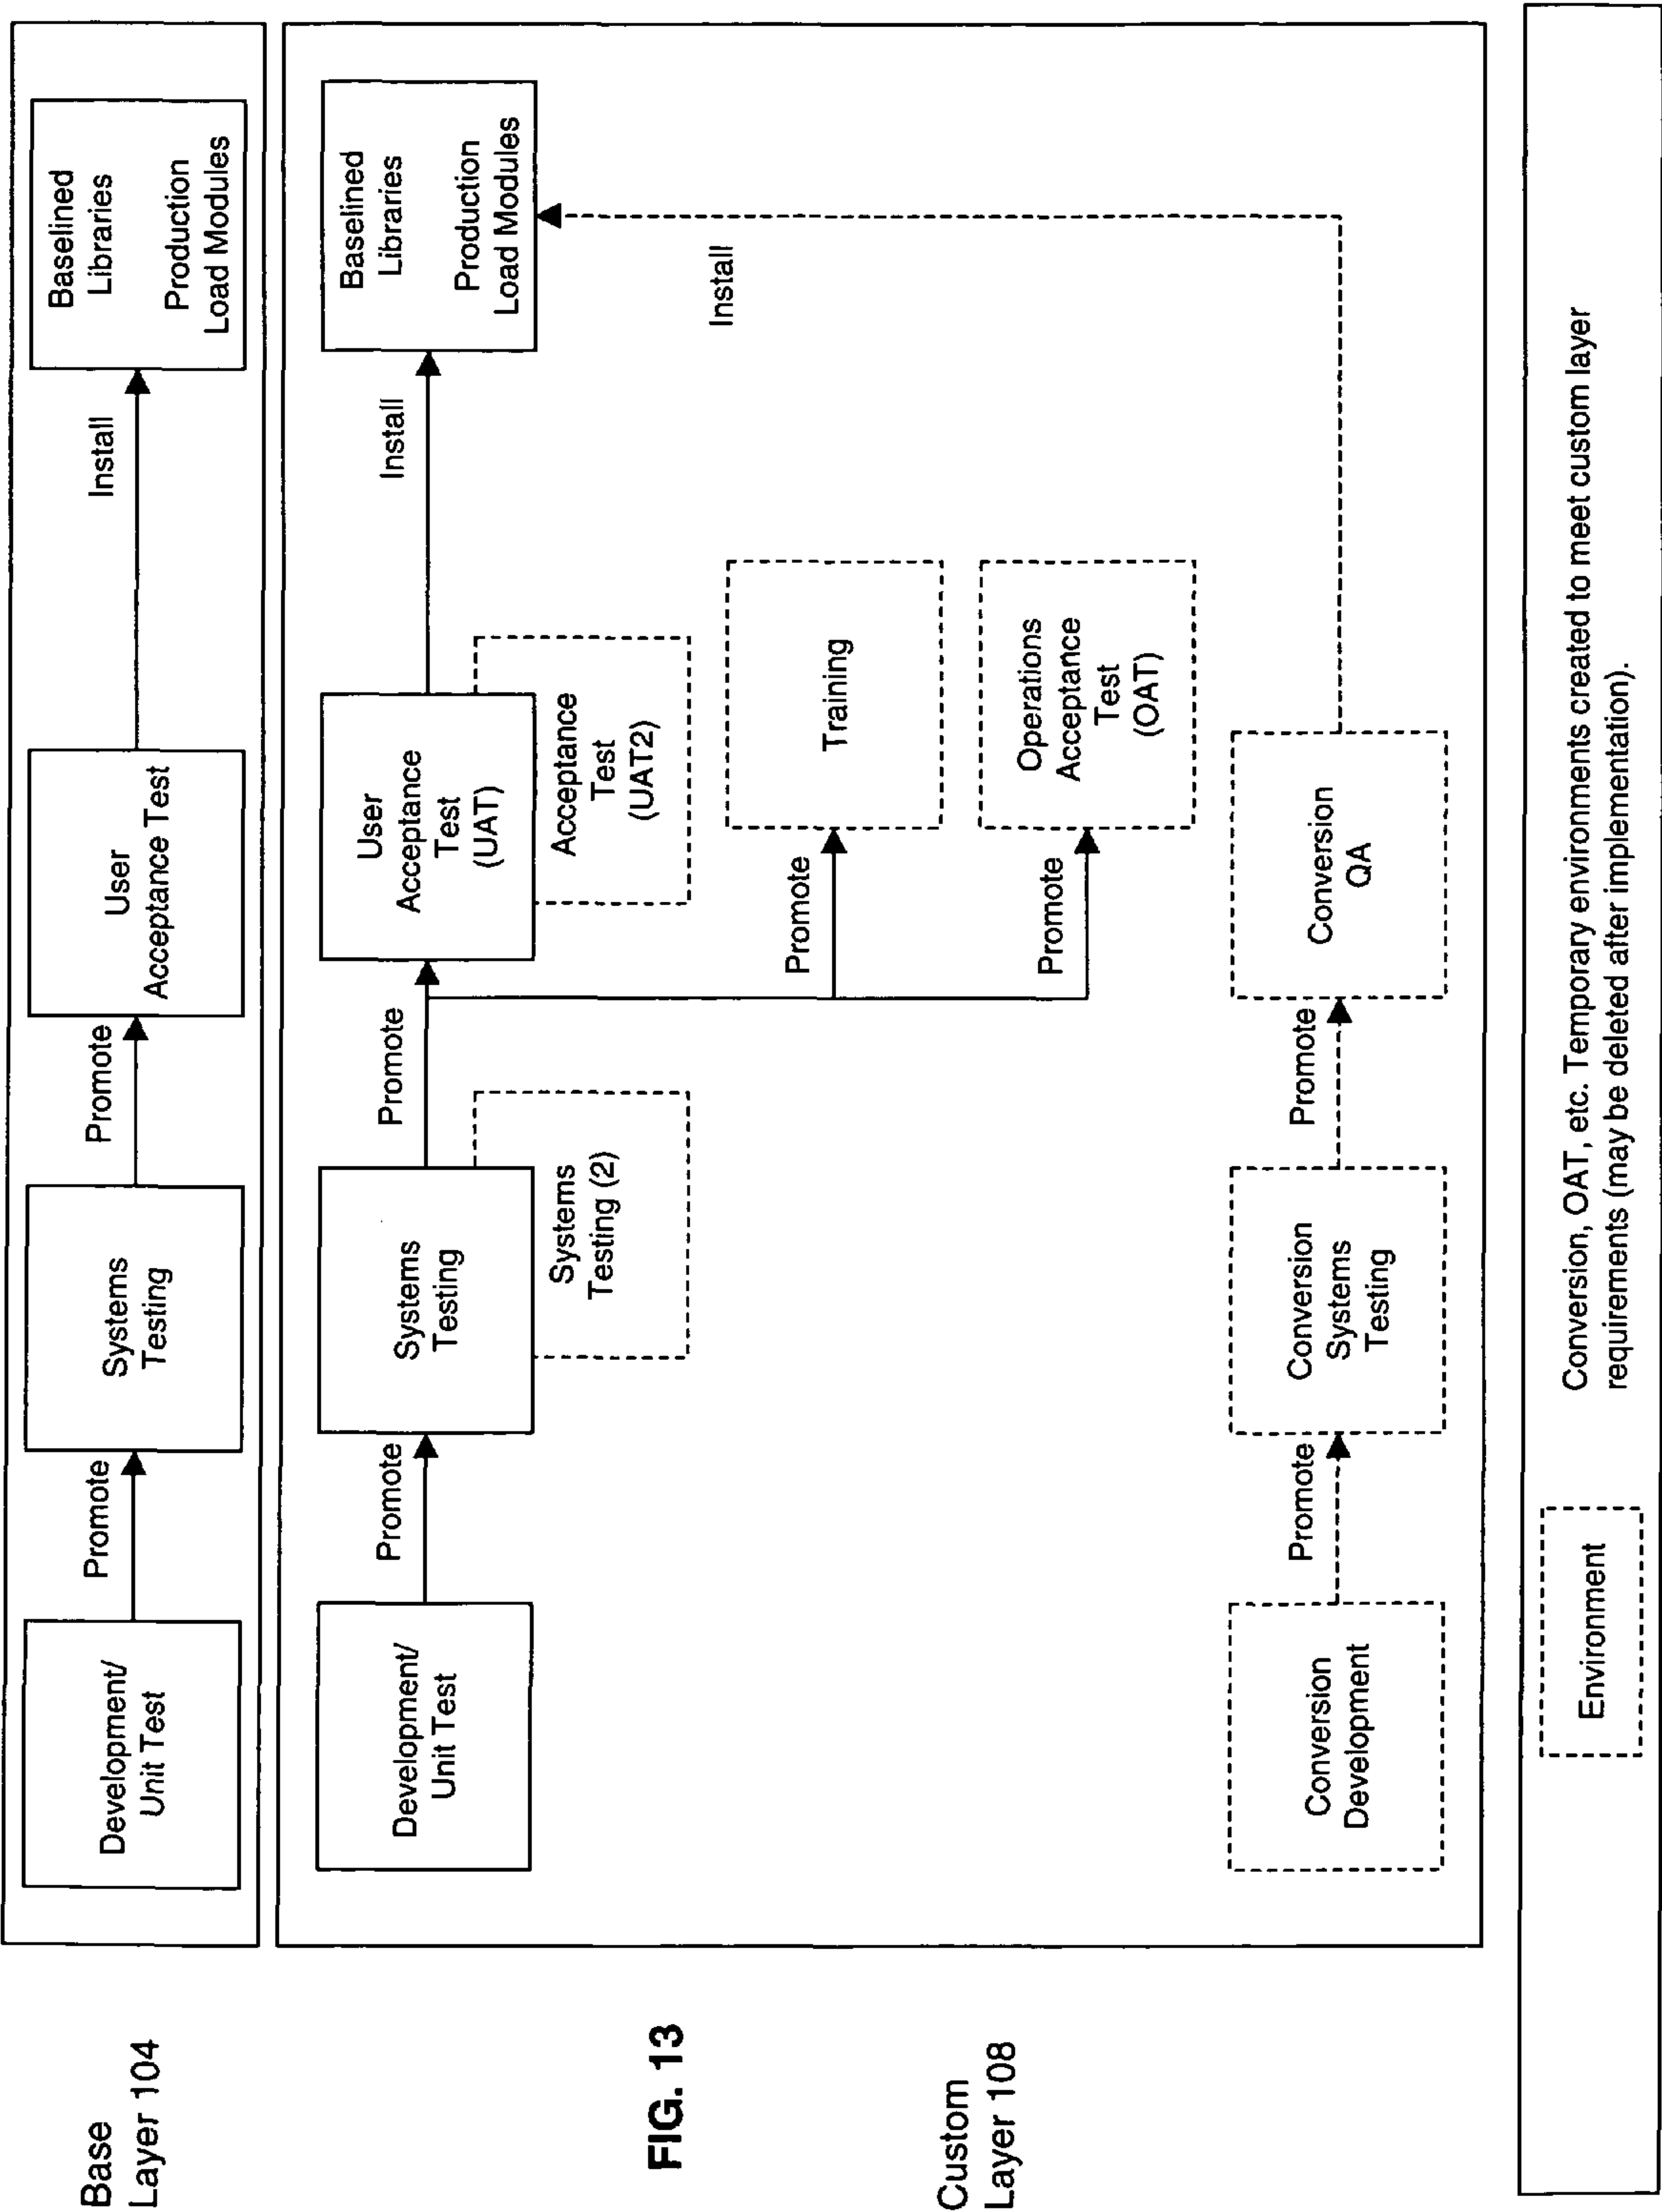 Base
Layer 104
Development/
Unit Test
Promote
Systems
Testing
Promote
User
Acceptance Test
Install
Baselined
Libraries
Production
Load Modules
FIG. 13
Custom
Layer 108
Development/
Unit Test
Promote
Systems
Testing
Systems
Testing (2)
Promote
User
Acceptance
Test
(UAT)
Acceptance
Test
(UAT2)
Install
Baselined
Libraries
Production
Load Modules
Promote
Training
Promote
Operations
Acceptance
Test
(OAT)
Install
Conversion
Development
Promote
Conversion
Systems
Testing
Promote
Conversion
QA
Environment
Conversion, OAT, etc. Temporary environments created to meet custom layer
requirements (may be deleted after implementation).